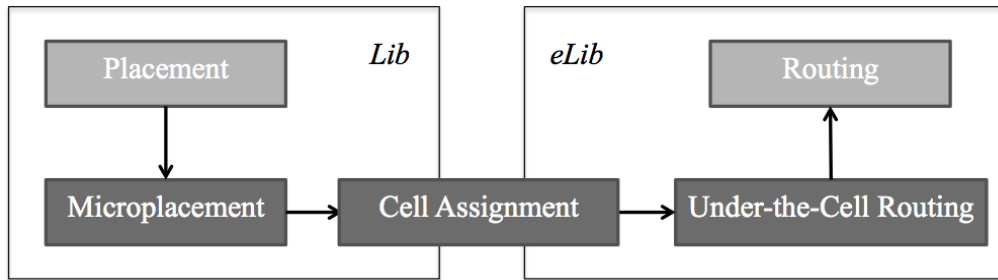 Placement
Lib
eLib
Routing
Microplacement
Cell Assignment
Under-the-Cell Routing